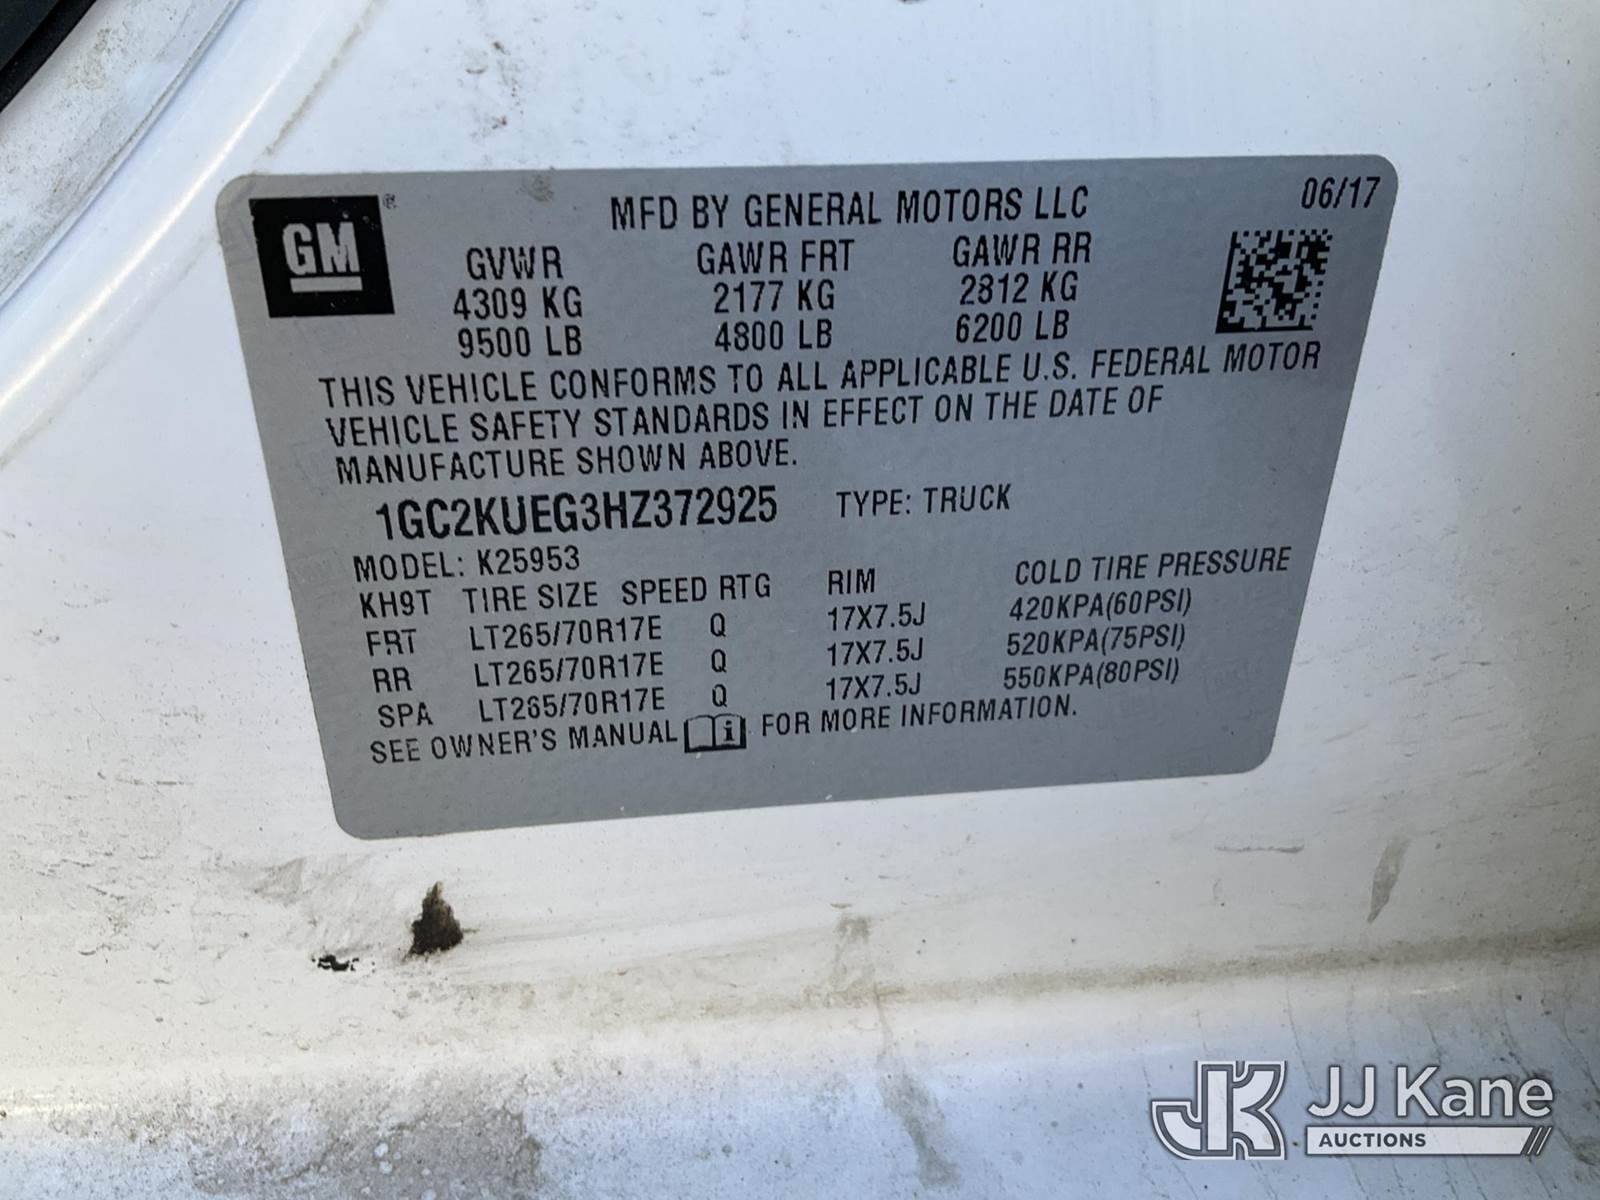 GM®
MFD BY GENERAL MOTORS LLC 06/17
GVWR GAWR FRT GAWR RR
4309 KG 2177 KG 2812 KG
9500 LB 4800 LB 6200 LB
THIS VEHICLE CONFORMS TO ALL APPLICABLE U.S. FEDERAL MOTOR
VEHICLE SAFETY STANDARDS IN EFFECT ON THE DATE OF
MANUFACTURE SHOWN ABOVE.
1GC2KUEG3HZ372925 TYPE: TRUCK
MODEL: K25953
KH9T TIRE SIZE SPEED RTG RIM COLD TIRE PRESSURE
FRT LT265/70R17E Q 17X7.5J 420KPA(60PSI)
RR LT265/70R17E Q 17X7.5J 520KPA(75PSI)
SPA LT265/70R17E Q 17X7.5J 550KPA(80PSI)
SEE OWNER'S MANUAL i FOR MORE INFORMATION.
JK JJ Kane
AUCTIONS